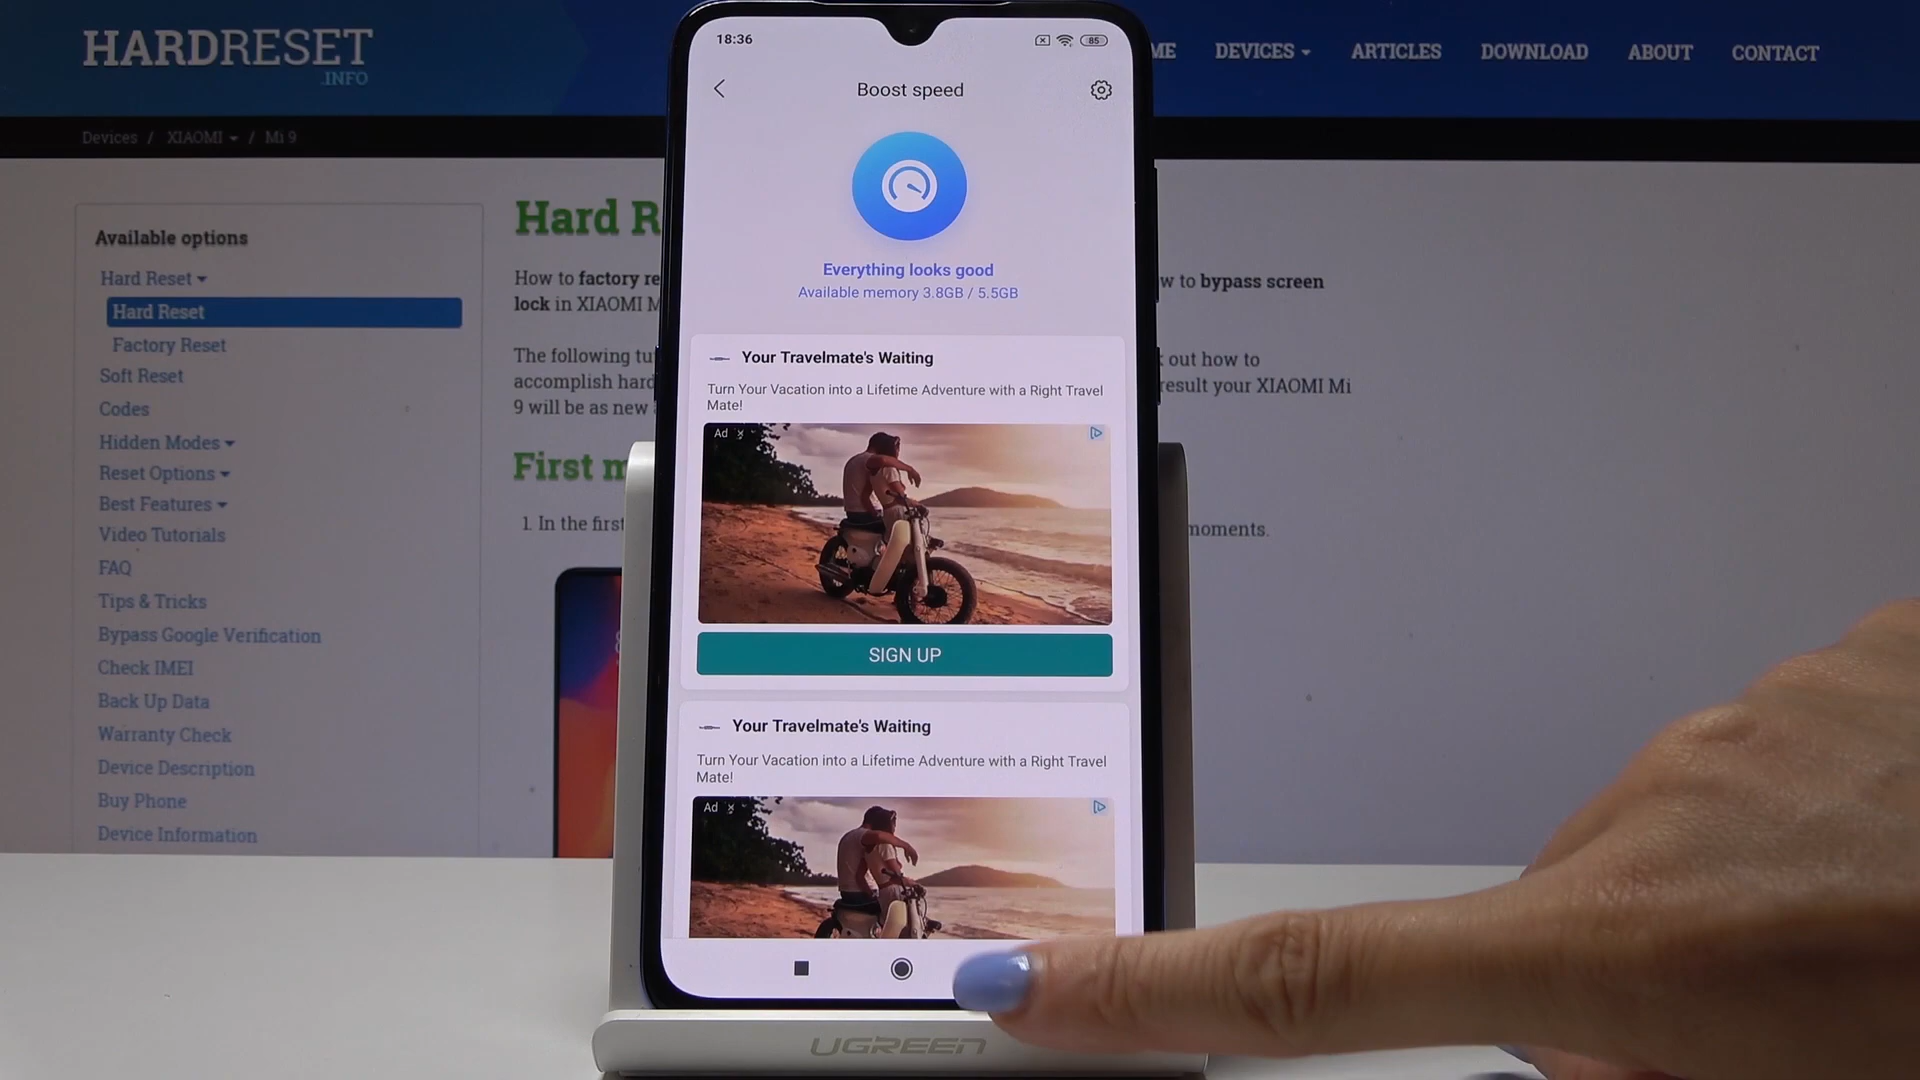 HARDRESET
.INFO
ME DEVICES ARTICLES DOWNLOAD ABOUT CONTACT
Devices / XIAOMI / Mi 9
Available options
Hard Reset
Hard Reset
Factory Reset
Soft Reset
Codes
Hidden Modes
Reset Options
Best Features
Video Tutorials
FAQ
Tips & Tricks
Bypass Google Verification
Check IMEI
Back Up Data
Warranty Check
Device Description
Buy Phone
Device Information
Hard R
How to factory re
w to bypass screen
lock in XIAOMI M
The following tu
out how to
accomplish hard
result your XIAOMI Mi
9 will be as new
First m
1. In the first
moments.
18:36
85
Boost speed
Everything looks good
Available memory 3.8GB / 5.5GB
Your Travelmate's Waiting
Turn Your Vacation into a Lifetime Adventure with a Right Travel
Mate!
Ad x
SIGN UP
Your Travelmate's Waiting
Turn Your Vacation into a Lifetime Adventure with a Right Travel
Mate!
Ad x
UGREEN